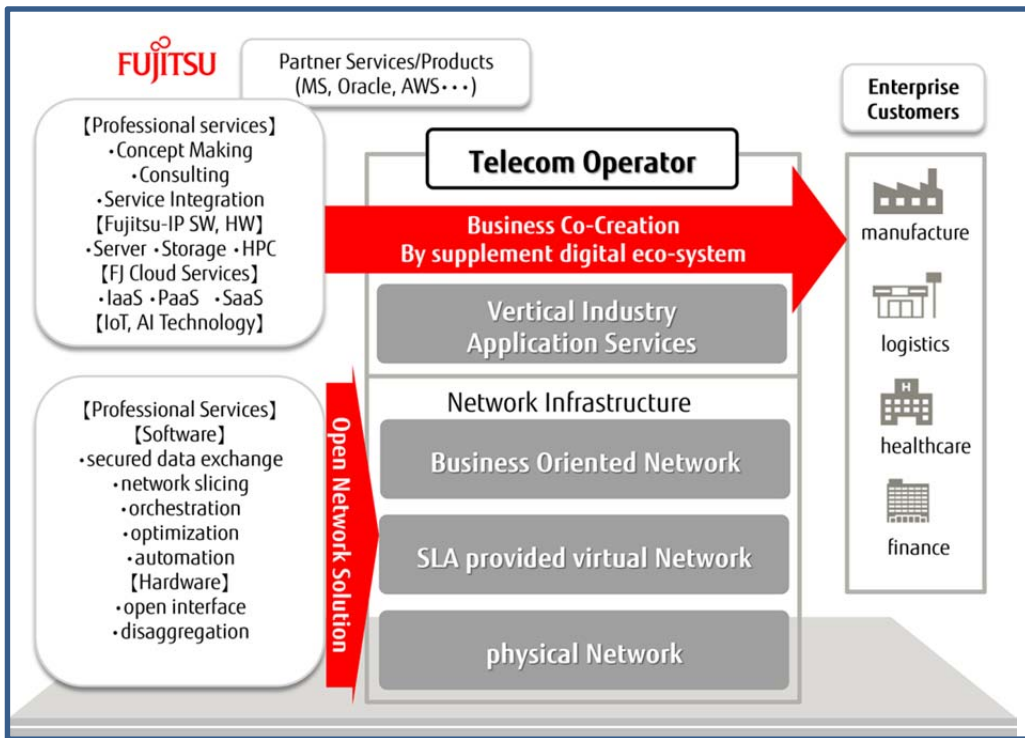 FUJITSU
Partner Services/Products
(MS, Oracle, AWS･･･)
【Professional services】
･Concept Making
･Consulting
･Service Integration
【Fujitsu-IP SW, HW】
･Server ･Storage ･HPC
【FJ Cloud Services】
･IaaS ･PaaS ･SaaS
【IoT, AI Technology】
【Professional Services】
【Software】
･secured data exchange
･network slicing
･orchestration
･optimization
･automation
【Hardware】
･open interface
･disaggregation
Open Network Solution
Telecom Operator
Business Co-Creation
By supplement digital eco-system
Vertical Industry
Application Services
Network Infrastructure
Business Oriented Network
SLA provided virtual Network
physical Network
Enterprise
Customers
manufacture
logistics
H
healthcare
finance